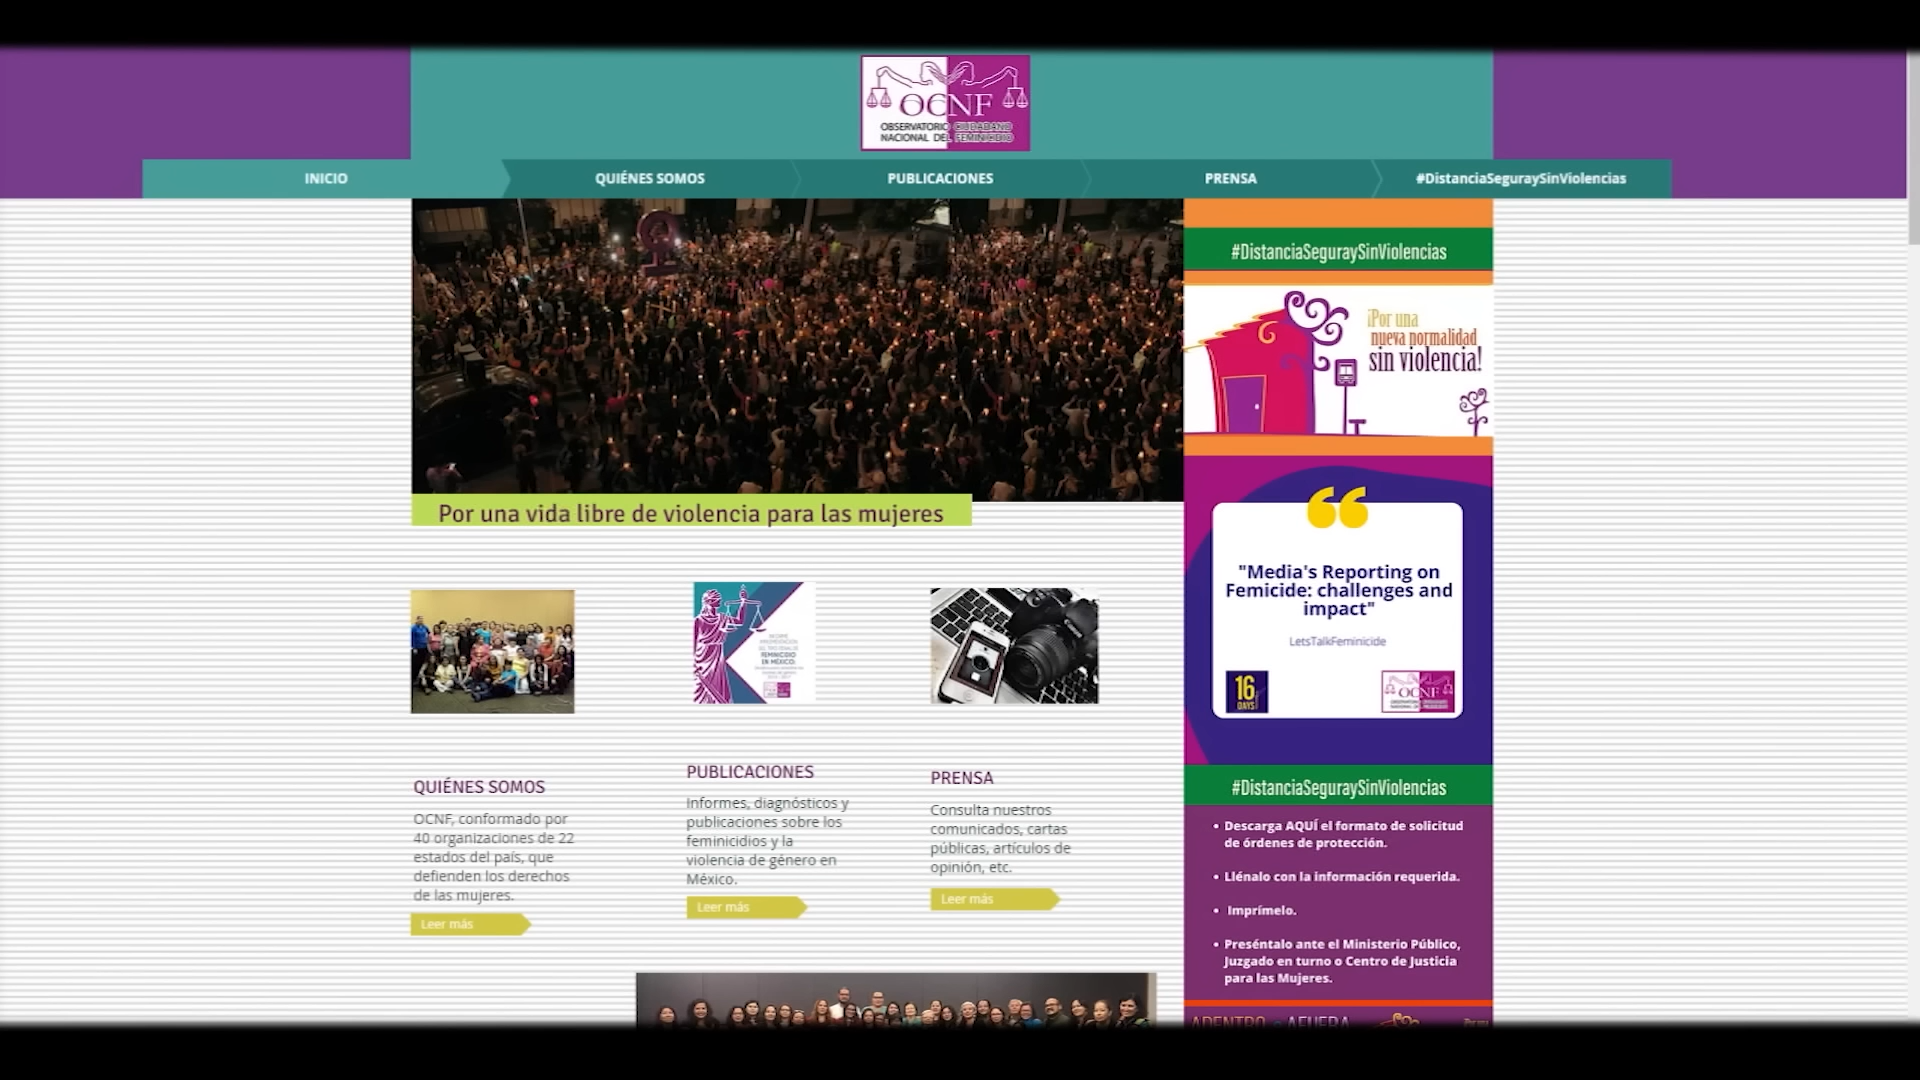 OCNF
OBSERVATORIO CIUDADANO
NACIONAL DEL FEMINICIDIO
INICIO
QUIÉNES SOMOS
PUBLICACIONES
PRENSA
#DistanciaSeguraySinViolencias
#DistanciaSeguraySinViolencias
¡Por una
nueva normalidad
sin violencia!
Por una vida libre de violencia para las mujeres
"Media's Reporting on
Femicide: challenges and
impact"
LetsTalkFeminicide
16
DAYS
OCNF
FEMINICIDIO
EN MÉXICO:
QUIÉNES SOMOS
OCNF, conformado por
40 organizaciones de 22
estados del país, que
defienden los derechos
de las mujeres.
Leer más
PUBLICACIONES
Informes, diagnósticos y
publicaciones sobre los
feminicidios y la
violencia de género en
México.
Leer más
PRENSA
Consulta nuestros
comunicados, cartas
públicas, artículos de
opinión, etc.
Leer más
#DistanciaSeguraySinViolencias
• Descarga AQUÍ el formato de solicitud
de órdenes de protección.
• Llénalo con la información requerida.
• Imprímelo.
• Preséntalo ante el Ministerio Público,
Juzgado en turno o Centro de Justicia
para las Mujeres.
ADENTRO AFUERA